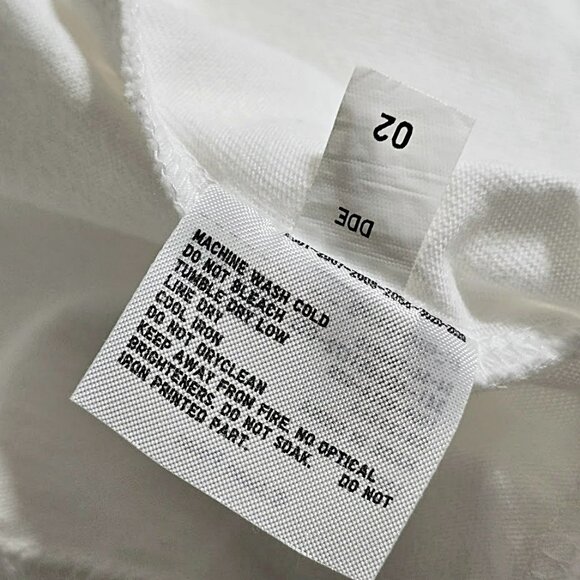 02
DDE
MACHINE WASH COLD
DO NOT BLEACH
TUMBLE DRY LOW
LINE DRY
COOL IRON
DO NOT DRYCLEAN
KEEP AWAY FROM FIRE. NO OPTICAL
BRIGHTENERS. DO NOT SOAK. DO NOT
IRON PRINTED PART.